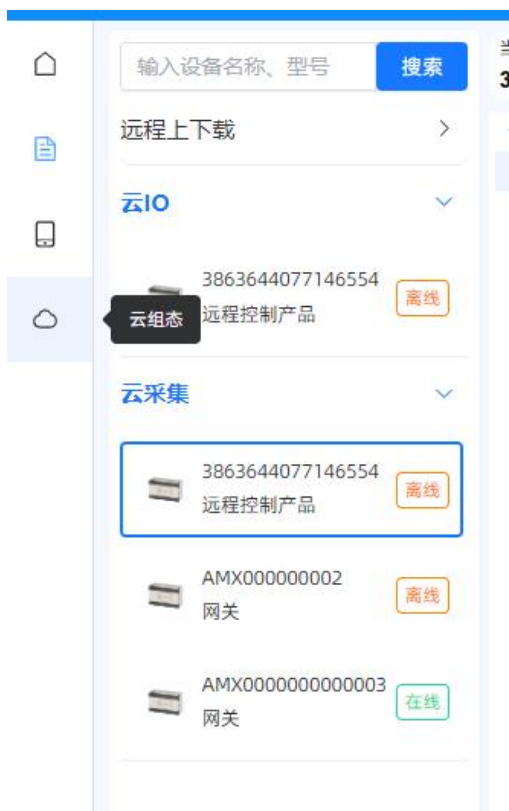 输入设备名称、型号
搜索
远程上下载
云IO
3863644077146554
离线
远程控制产品
云组态
云采集
3863644077146554
离线
远程控制产品
AMX000000002
离线
网关
AMX0000000000003
在线
网关